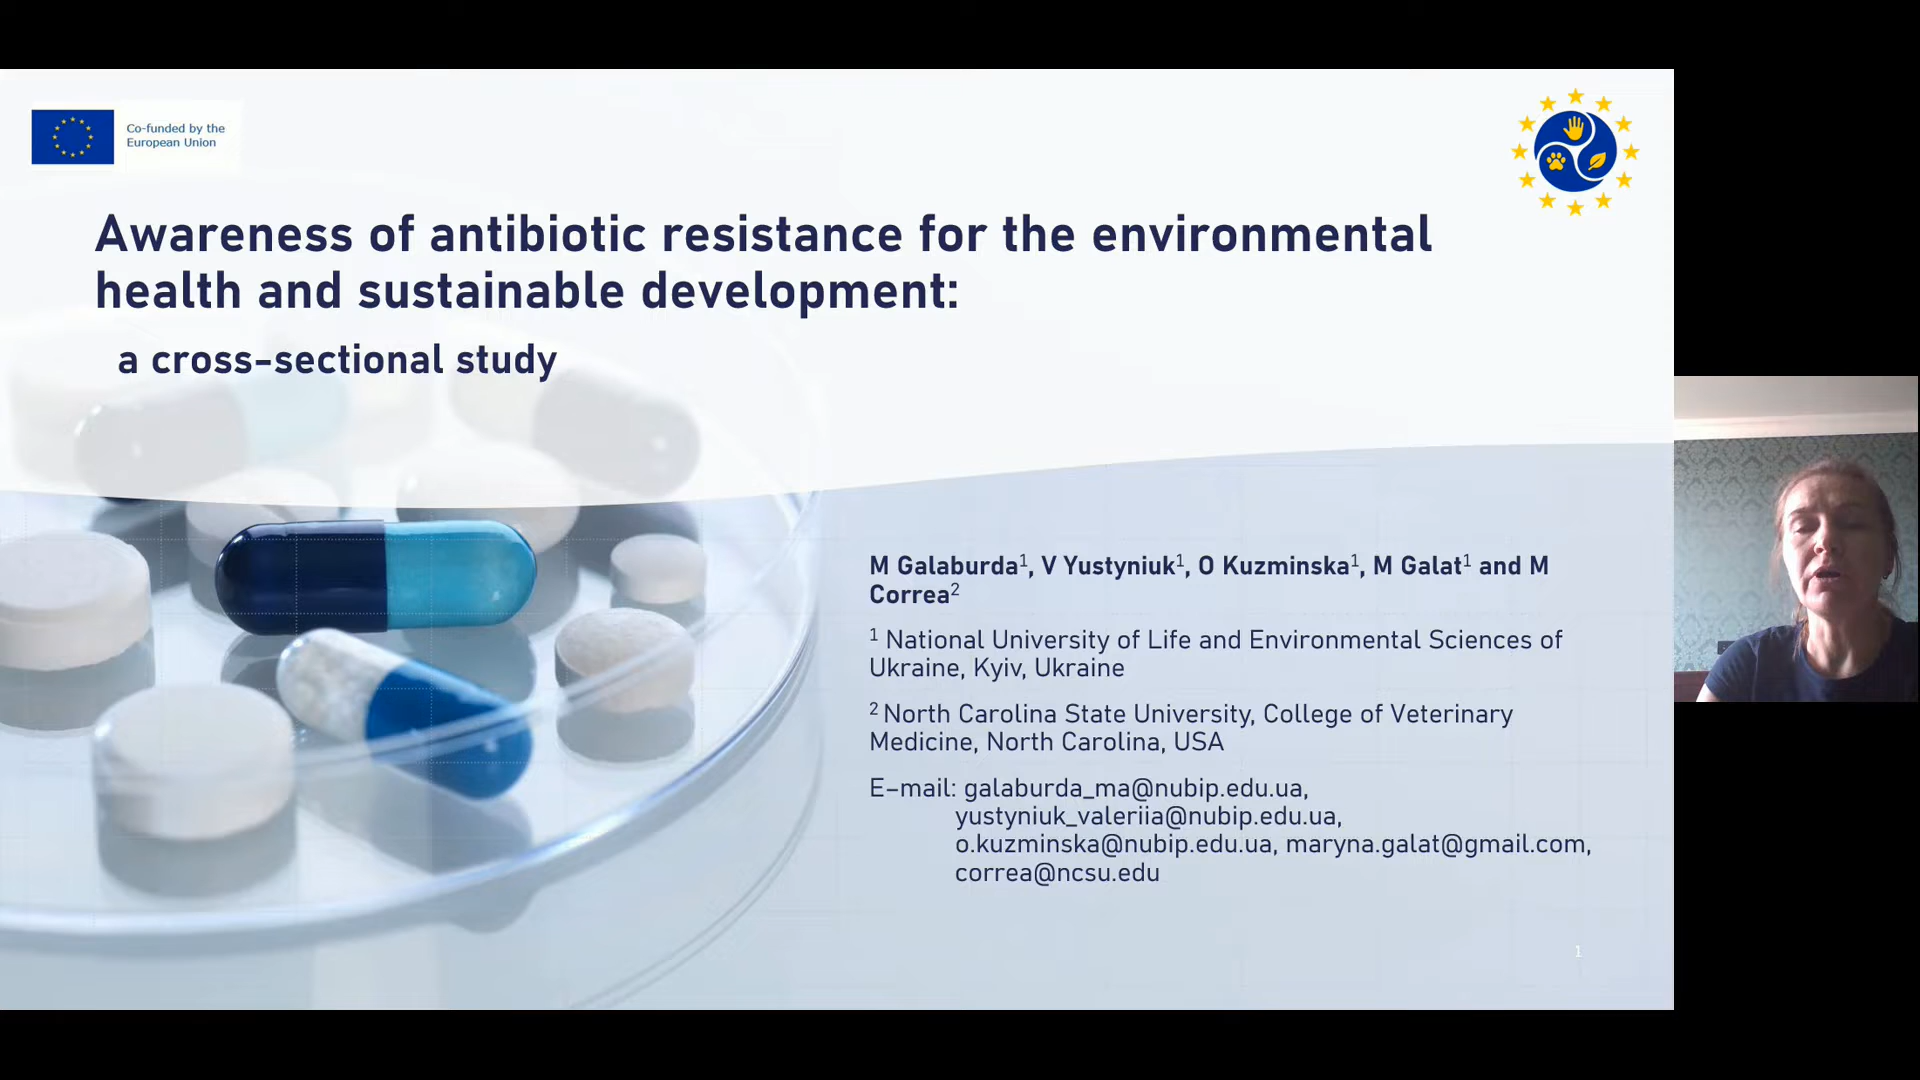 Co-funded by the
European Union
Awareness of antibiotic resistance for the environmental
health and sustainable development:
a cross-sectional study
M Galaburda¹, V Yustyniuk¹, O Kuzminska¹, M Galat¹ and M
Correa²
¹ National University of Life and Environmental Sciences of
Ukraine, Kyiv, Ukraine
² North Carolina State University, College of Veterinary
Medicine, North Carolina, USA
E-mail: galaburda_ma@nubip.edu.ua,
yustyniuk_valeriia@nubip.edu.ua,
o.kuzminska@nubip.edu.ua, maryna.galat@gmail.com,
correa@ncsu.edu
1